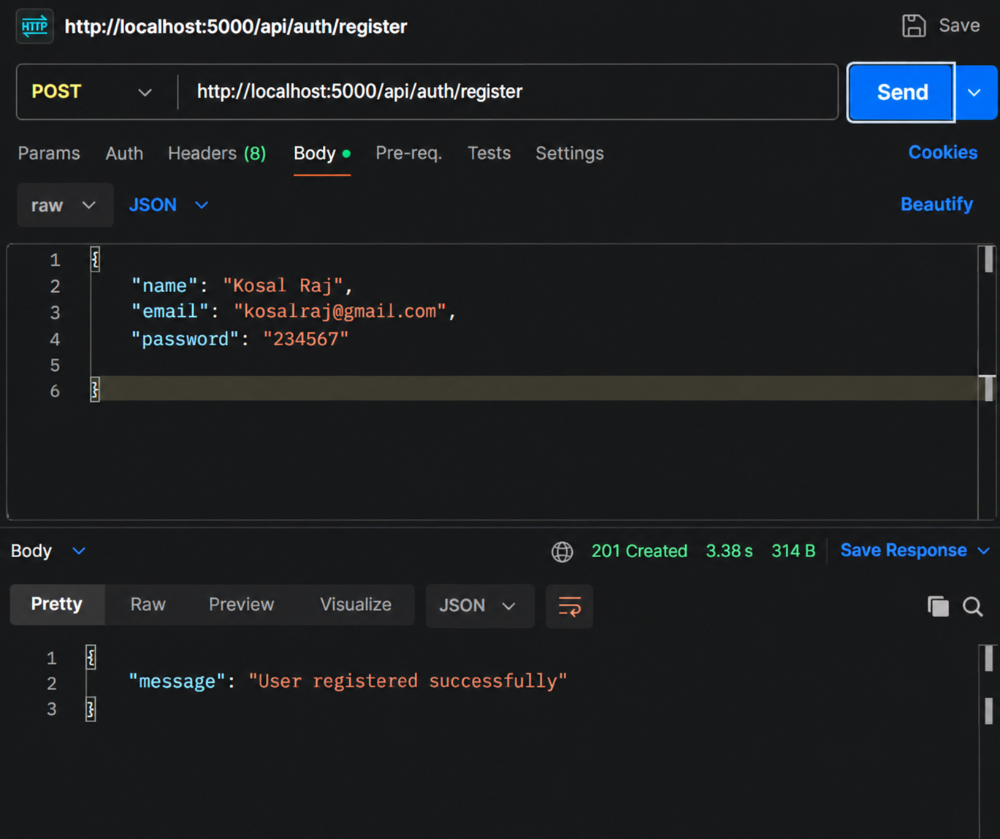 HTTP http://localhost:5000/api/auth/register Save
POST http://localhost:5000/api/auth/register Send
Params Auth Headers (8) Body Pre-req. Tests Settings Cookies
raw JSON Beautify
1 {
2 "name": "Kosal Raj",
3 "email": "kosalraj@gmail.com",
4 "password": "234567"
5
6 }
Body 201 Created 3.38 s 314 B Save Response
Pretty Raw Preview Visualize JSON
1 {
2 "message": "User registered successfully"
3 }